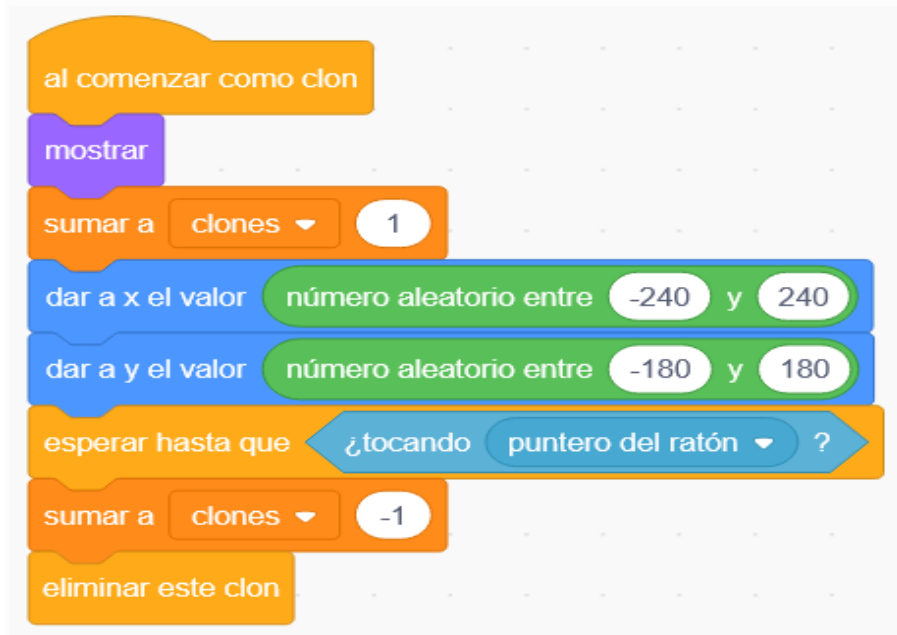 al comenzar como clon
mostrar
sumar a clones 1
dar a x el valor número aleatorio entre -240 y 240
dar a y el valor número aleatorio entre -180 y 180
esperar hasta que ¿tocando puntero del ratón ?
sumar a clones -1
eliminar este clon